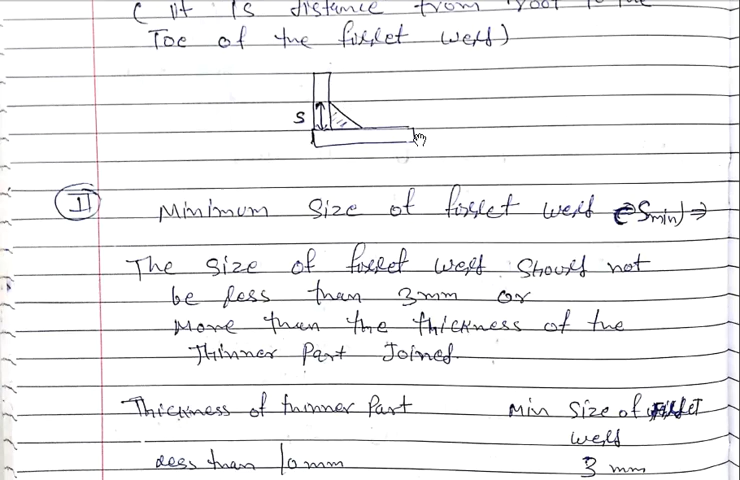 ( it is distance from root to the
Toe of the fillet weld)
S
II Minimum size of fillet weld (Smin) ⇒
The size of fillet weld should not
be less than 3mm or
More than the thickness of the
Thinner Part Joined.
Thickness of thinner Part Min Size of FILLET
weld
Less than 10mm 3 mm